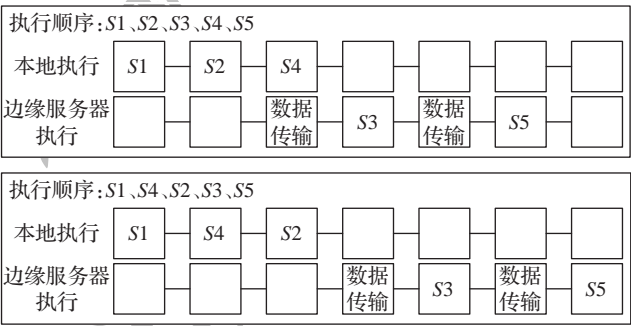 执行顺序:S1、S2、S3、S4、S5
本地执行 S1 S2 S4
边缘服务器执行 数据传输 S3 数据传输 S5
执行顺序:S1、S4、S2、S3、S5
本地执行 S1 S4 S2
边缘服务器执行 数据传输 S3 数据传输 S5